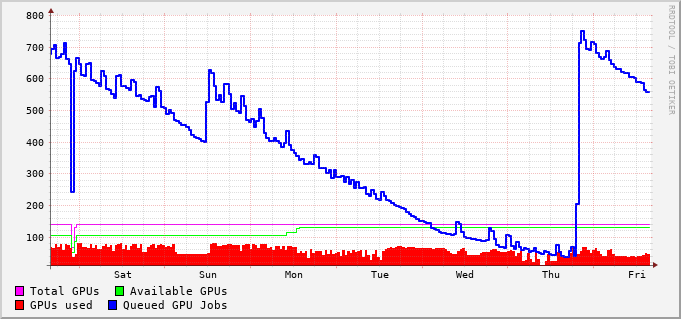 800
700
600
500
400
300
200
100
Sat Sun Mon Tue Wed Thu Fri
Total GPUs Available GPUs
GPUs used Queued GPU Jobs
RRDTOOL / TOBI OETIKER